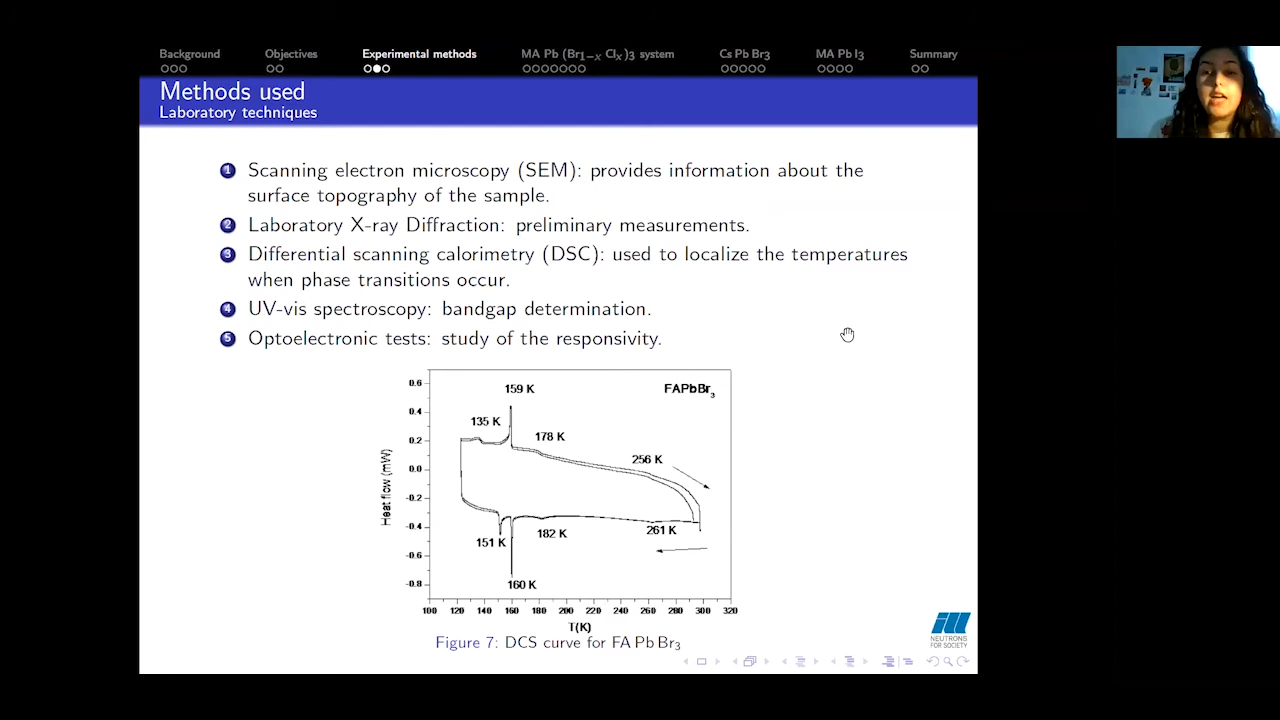 Background Objectives Experimental methods MA Pb (Br1−x Clx)3 system Cs Pb Br3 MA Pb I3 Summary
Methods used
Laboratory techniques
1 Scanning electron microscopy (SEM): provides information about the
surface topography of the sample.
2 Laboratory X-ray Diffraction: preliminary measurements.
3 Differential scanning calorimetry (DSC): used to localize the temperatures
when phase transitions occur.
4 UV-vis spectroscopy: bandgap determination.
5 Optoelectronic tests: study of the responsivity.
0.6
0.4
0.2
0.0
-0.2
-0.4
-0.6
-0.8
Heat flow (mW)
159 K
FAPbBr3
135 K
178 K
256 K
151 K
182 K
261 K
160 K
100 120 140 160 180 200 220 240 260 280 300 320
T(K)
Figure 7: DCS curve for FA Pb Br3
ill
NEUTRONS
FOR SOCIETY